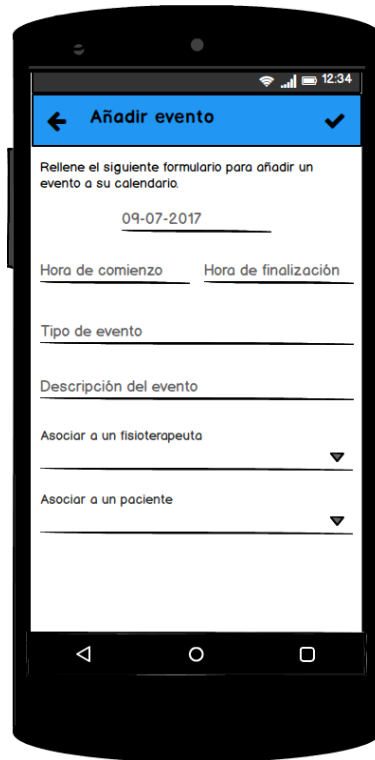 12:34
Añadir evento
Rellene el siguiente formulario para añadir un
evento a su calendario.
09-07-2017
Hora de comienzo Hora de finalización
Tipo de evento
Descripción del evento
Asociar a un fisioterapeuta
Asociar a un paciente